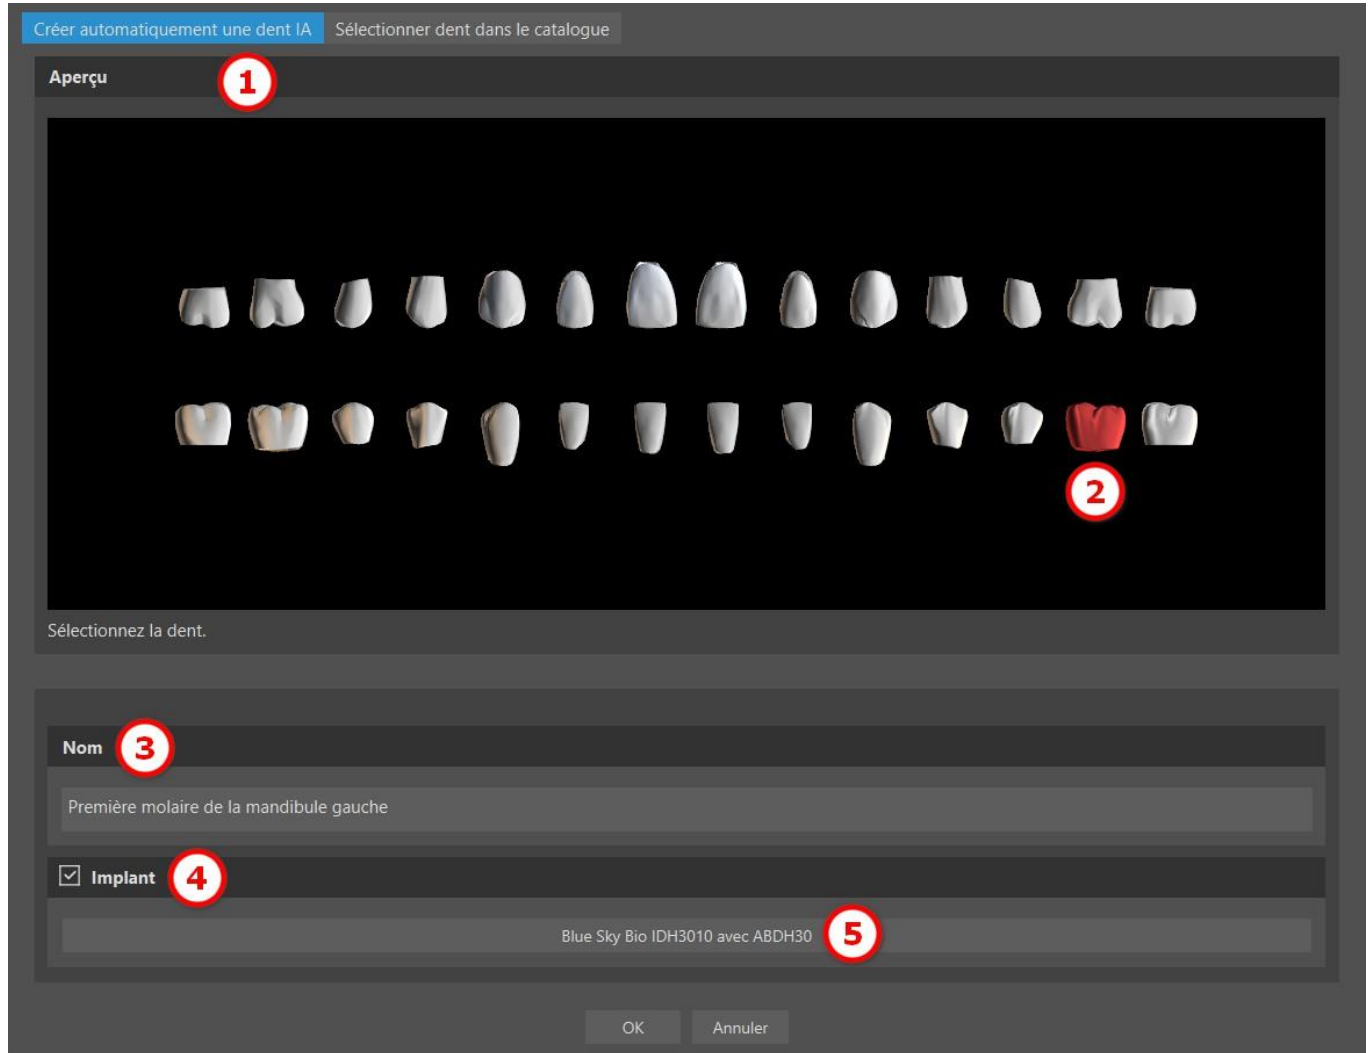 Créer automatiquement une dent IA Sélectionner dent dans le catalogue
Aperçu 1
2
Sélectionnez la dent.
Nom 3
Première molaire de la mandibule gauche
Implant 4
Blue Sky Bio IDH3010 avec ABDH30 5
OK Annuler